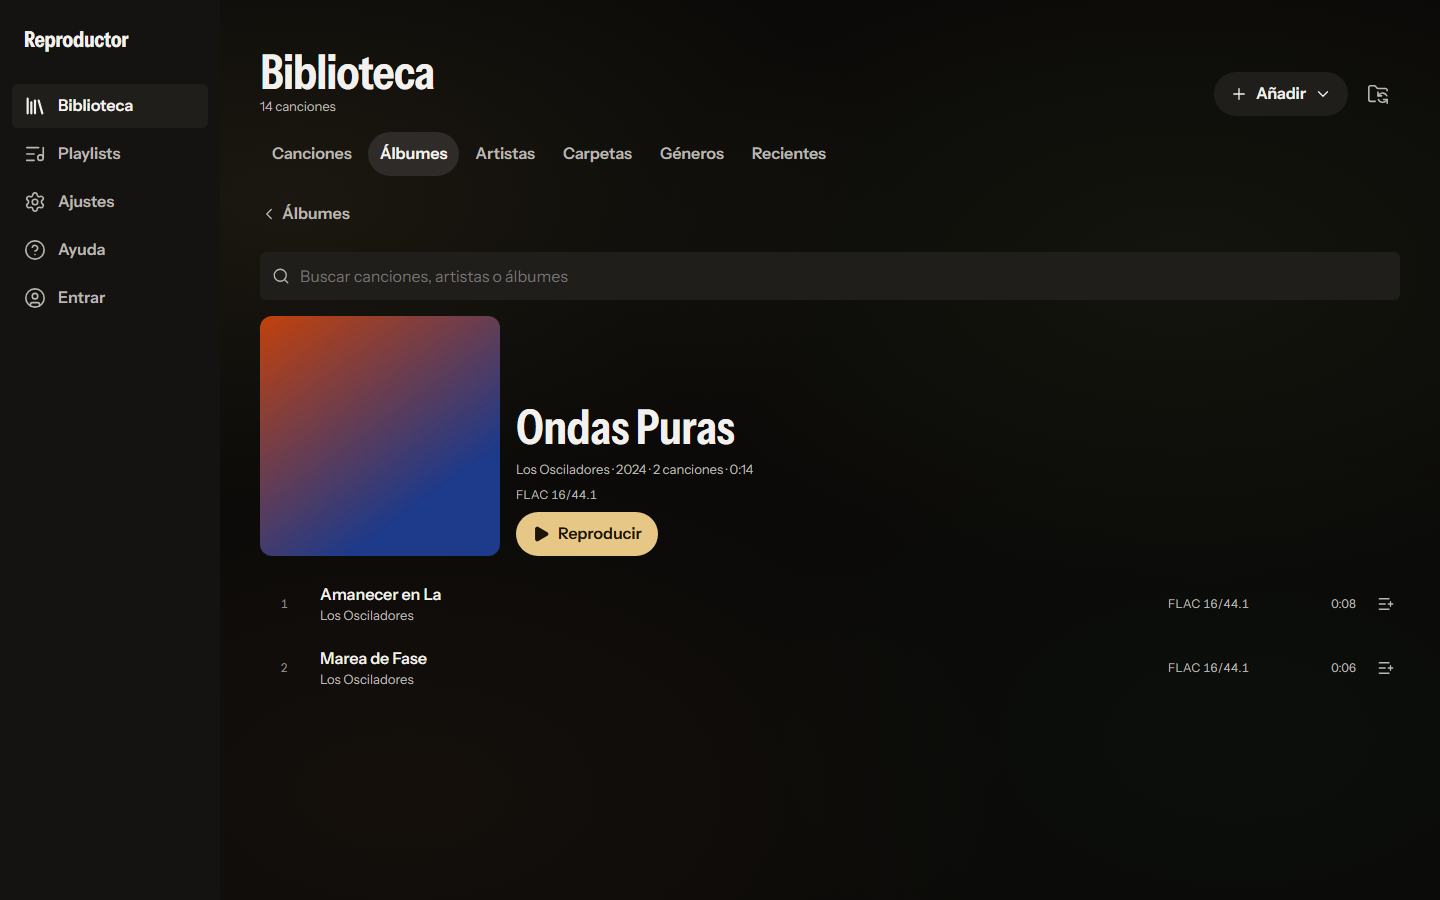 Reproductor
Biblioteca
Playlists
Ajustes
Ayuda
Entrar
Biblioteca
14 canciones
Añadir
Canciones Álbumes Artistas Carpetas Géneros Recientes
Álbumes
Buscar canciones, artistas o álbumes
Ondas Puras
Los Osciladores · 2024 · 2 canciones · 0:14
FLAC 16/44.1
Reproducir
1 Amanecer en La FLAC 16/44.1 0:08
Los Osciladores
2 Marea de Fase FLAC 16/44.1 0:06
Los Osciladores